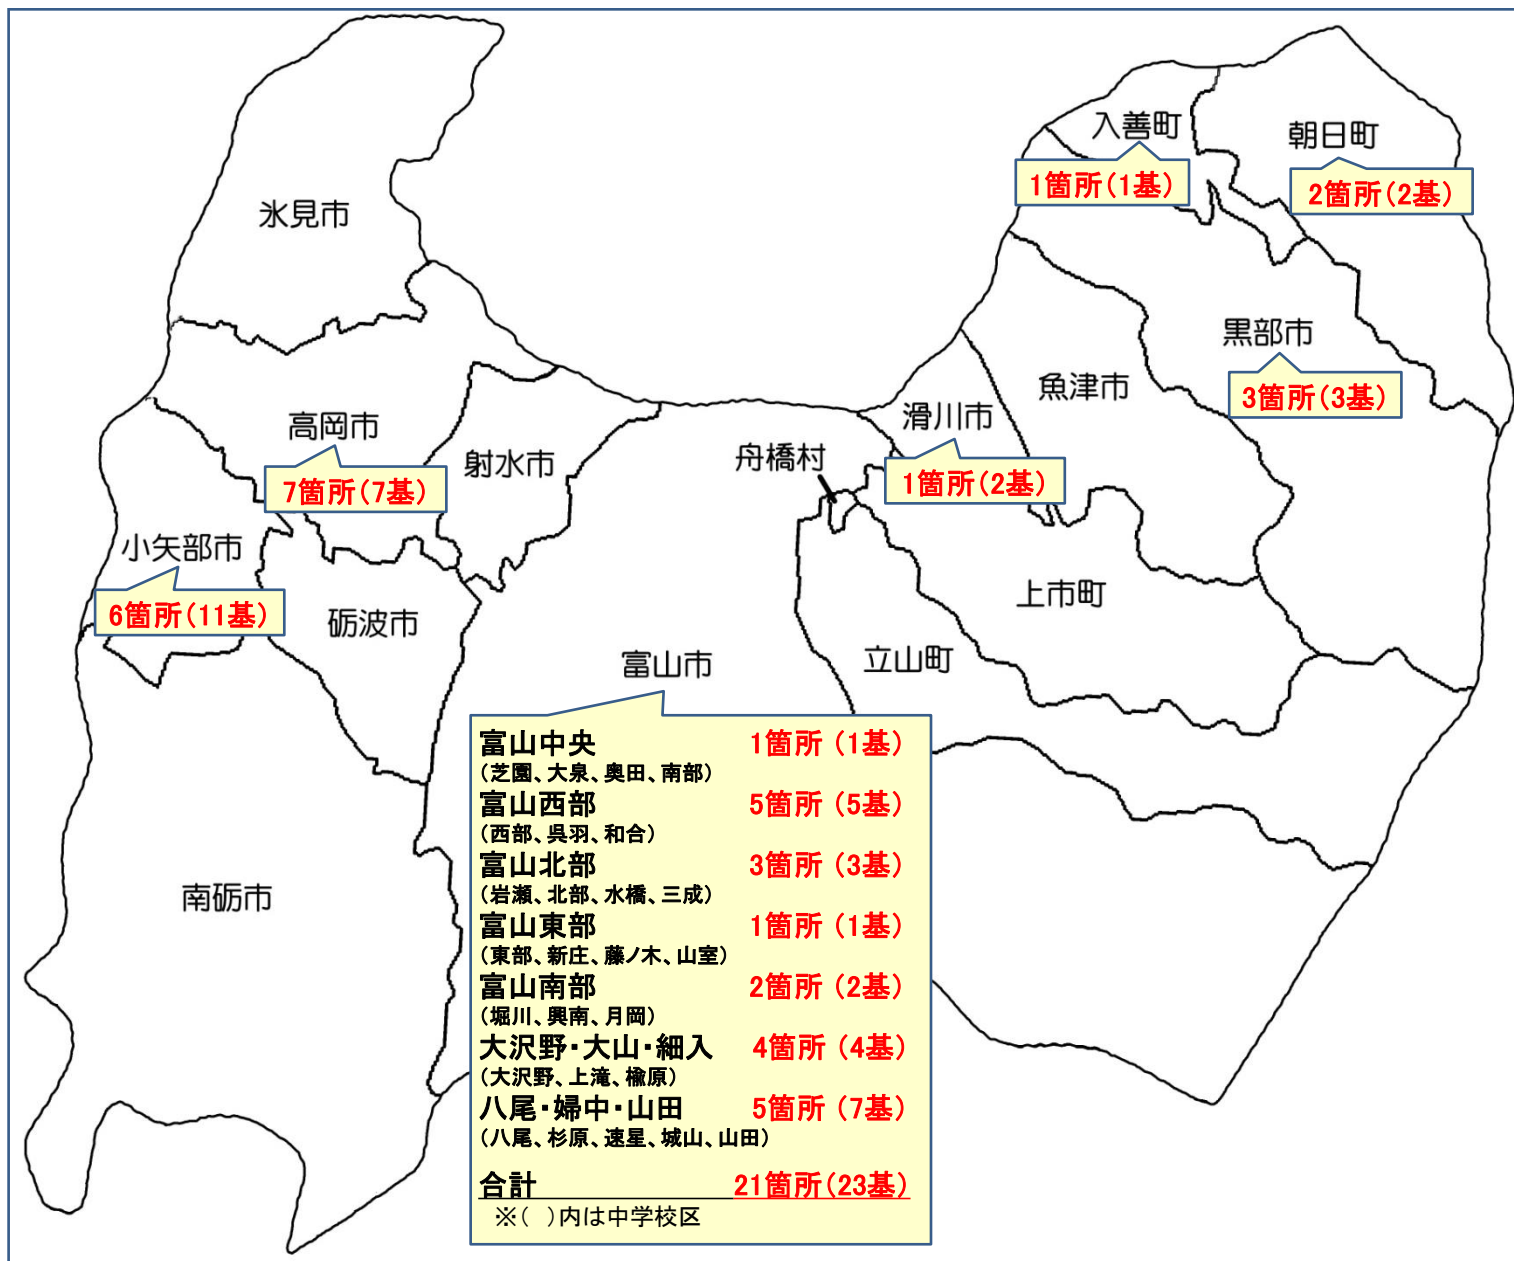 入善町
1箇所(1基)
朝日町
2箇所(2基)
氷見市
黒部市
3箇所(3基)
魚津市
滑川市
1箇所(2基)
高岡市
7箇所(7基)
射水市
舟橋村
小矢部市
6箇所(11基)
砺波市
上市町
富山市
立山町
南砺市
富山中央 1箇所 (1基)
(芝園、大泉、奥田、南部)
富山西部 5箇所 (5基)
(西部、呉羽、和合)
富山北部 3箇所 (3基)
(岩瀬、北部、水橋、三成)
富山東部 1箇所 (1基)
(東部、新庄、藤ノ木、山室)
富山南部 2箇所 (2基)
(堀川、興南、月岡)
大沢野・大山・細入 4箇所 (4基)
(大沢野、上滝、楡原)
八尾・婦中・山田 5箇所 (7基)
(八尾、杉原、速星、城山、山田)
合計 21箇所(23基)
※( )内は中学校区